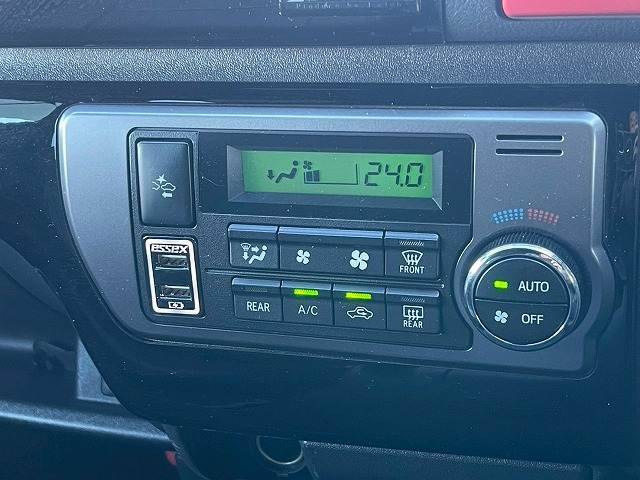 24.0
essex
FRONT
REAR
A/C
REAR
AUTO
OFF